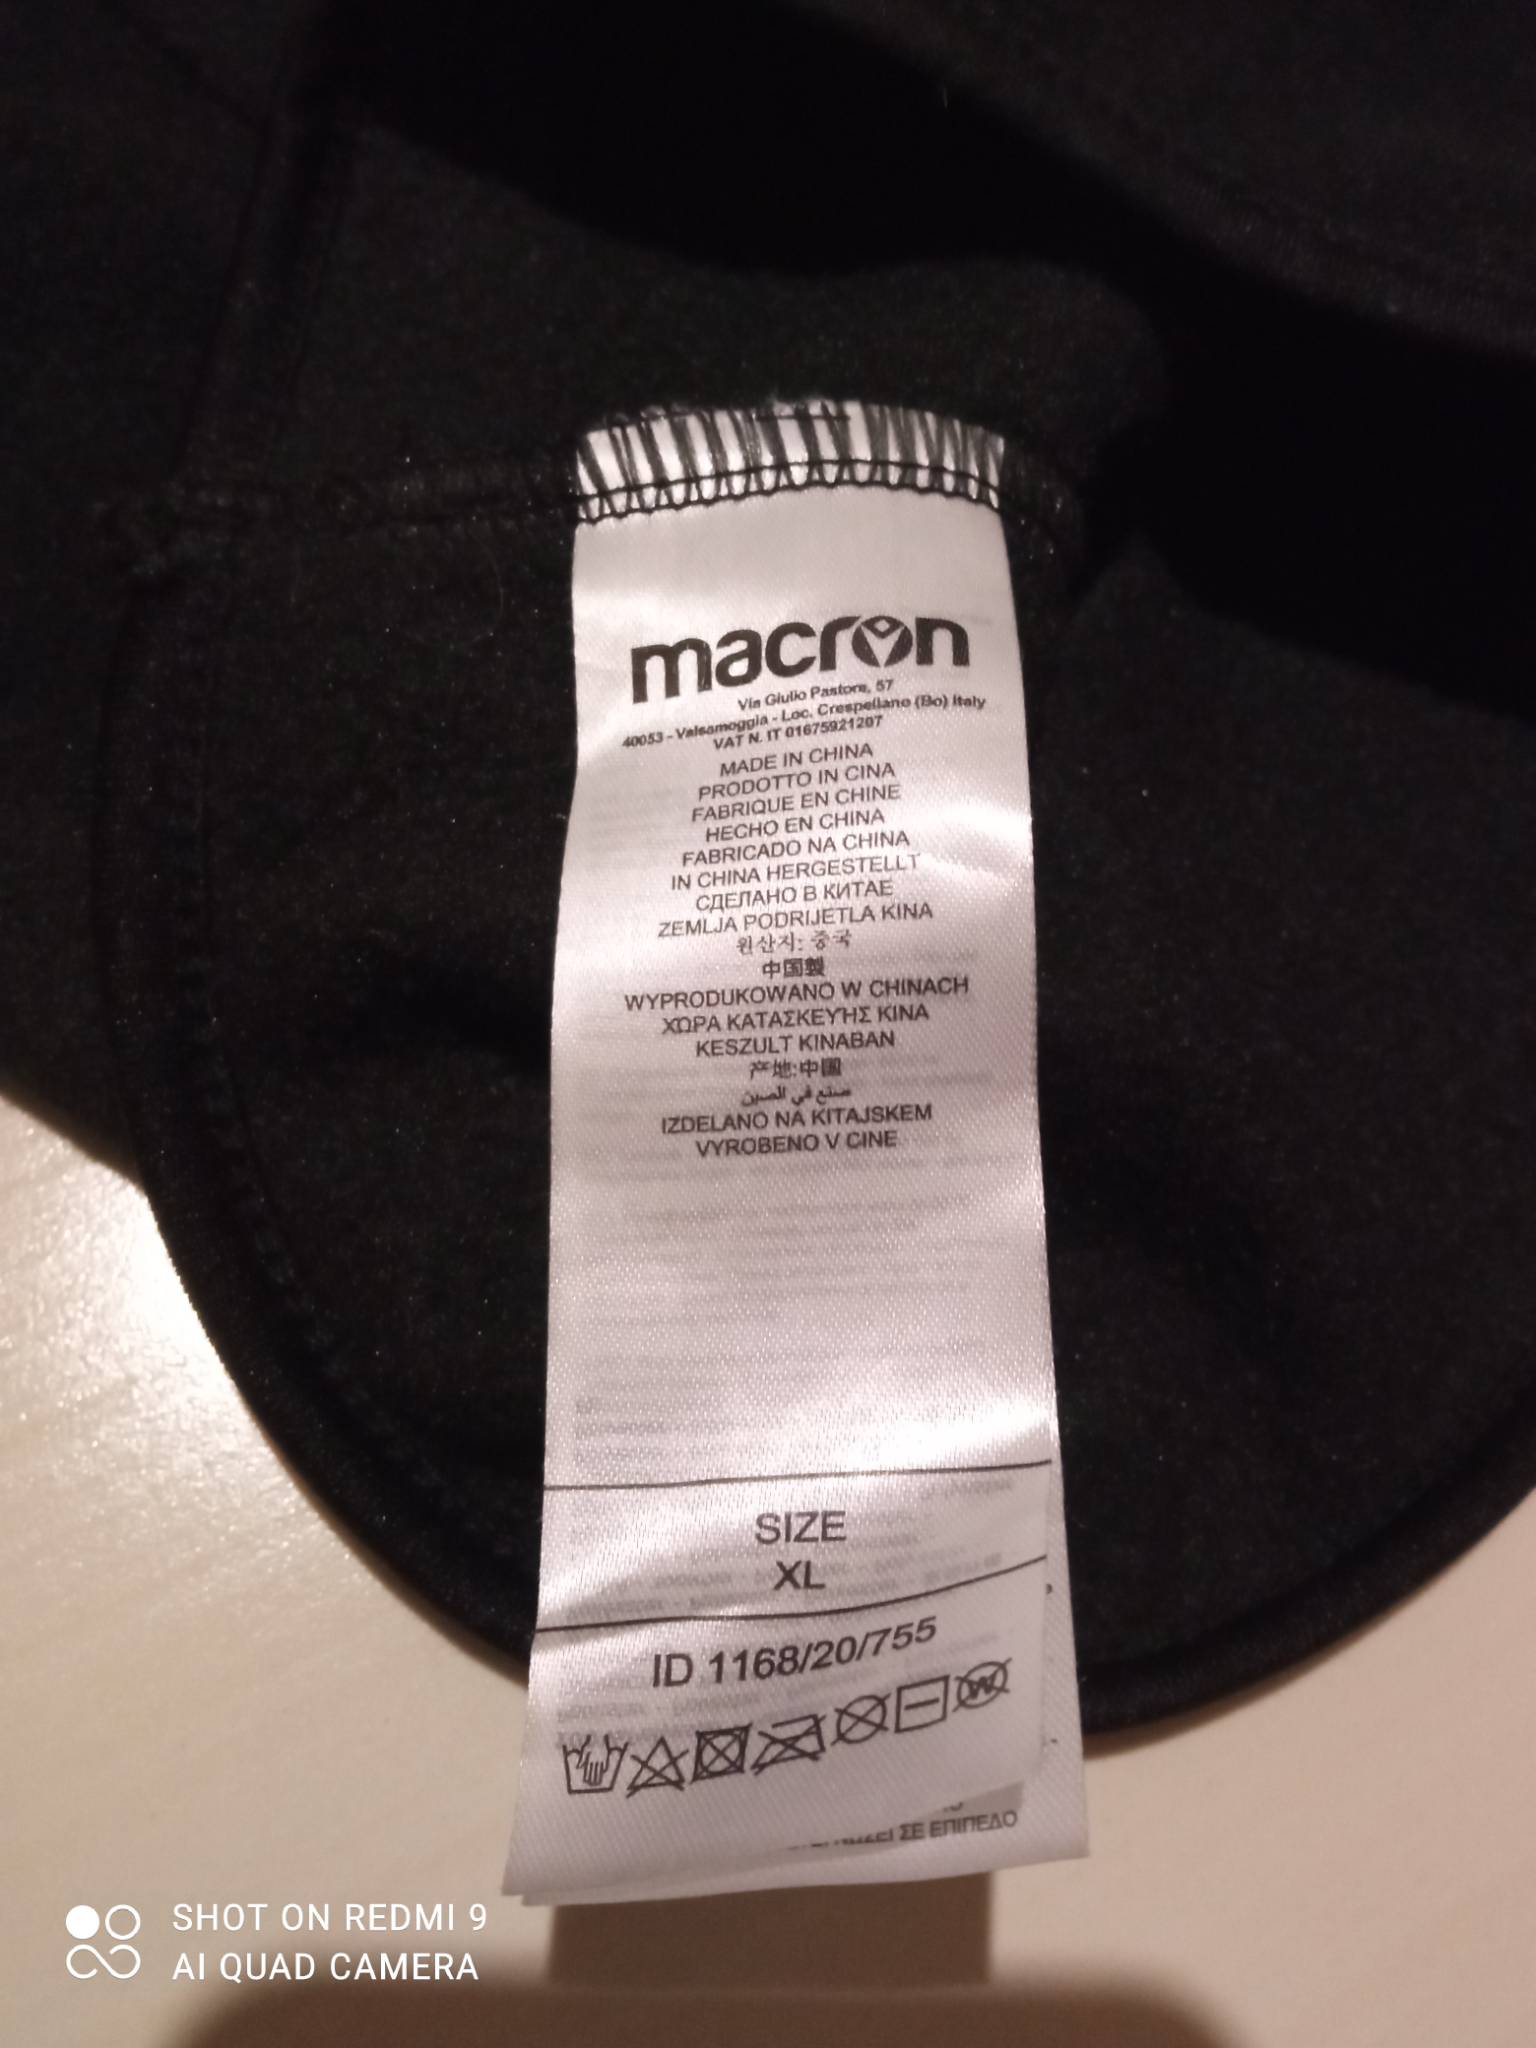 macron
Via Giulio Pastore, 57
40053 - Valsamoggia - Loc. Crespellano (Bo) Italy
VAT N. IT 01675921207
MADE IN CHINA
PRODOTTO IN CINA
FABRIQUE EN CHINE
HECHO EN CHINA
FABRICADO NA CHINA
IN CHINA HERGESTELLT
СДЕЛАНО В КИТАЕ
ZEMLJA PODRIJETLA KINA
원산지: 중국
中国製
WYPRODUKOWANO W CHINACH
ΧΩΡΑ ΚΑΤΑΣΚΕΥΉΣ ΚΙΝΑ
KESZULT KINABAN
产地:中国
صنع في الصين
IZDELANO NA KITAJSKEM
VYROBENO V CINE
SIZE
XL
ID 1168/20/755
W
ΣΕ ΕΠΙΠΕΔΟ
SHOT ON REDMI 9
AI QUAD CAMERA